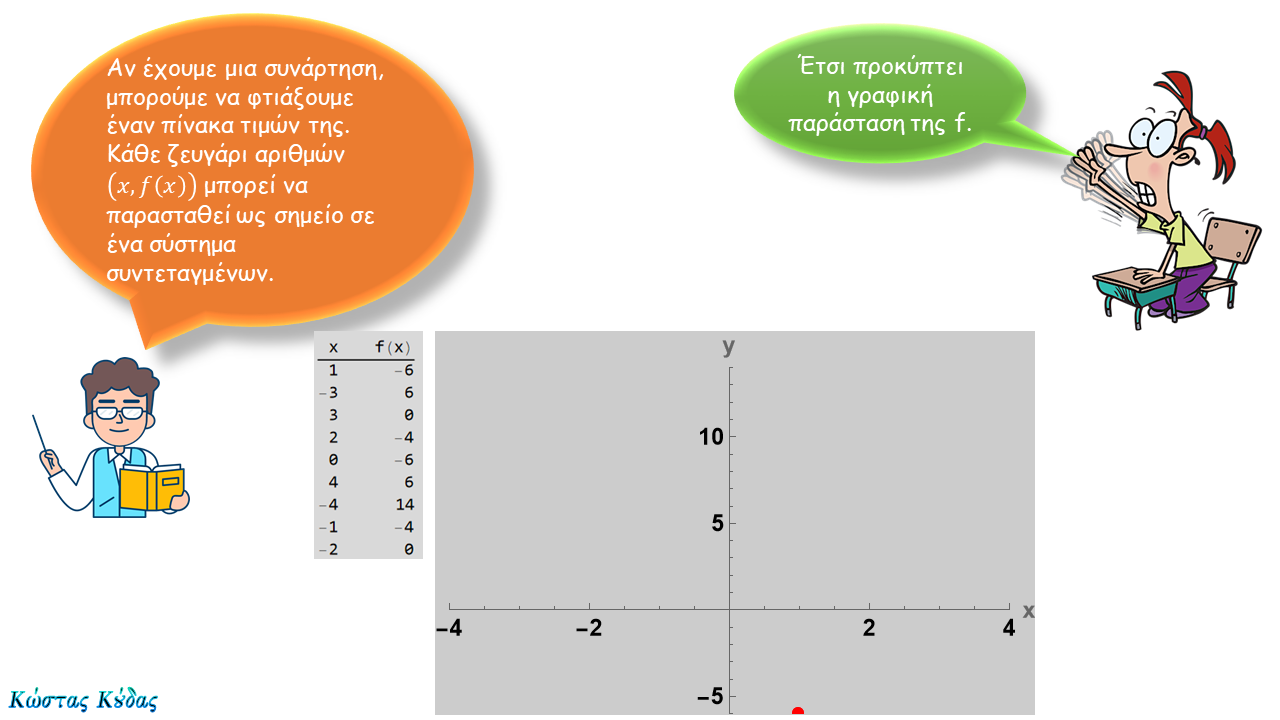 Αν έχουμε μια συνάρτηση,
μπορούμε να φτιάξουμε
έναν πίνακα τιμών της.
Κάθε ζευγάρι αριθμών
(x, f(x)) μπορεί να
παρασταθεί ως σημείο σε
ένα σύστημα
συντεταγμένων.
Έτσι προκύπτει
η γραφική
παράσταση της f.
x f(x)
1 -6
-3 6
3 0
2 -4
0 -6
4 6
-4 14
-1 -4
-2 0
y
10
5
x
-4 -2 2 4
-5
Κώστας Κύδας